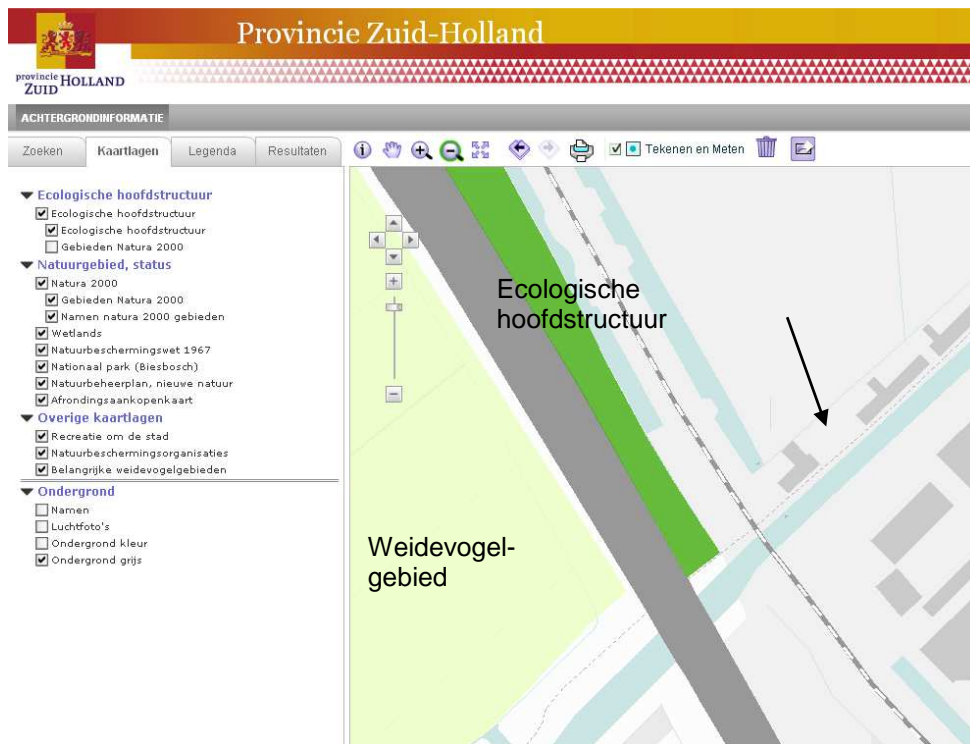 Provincie Zuid-Holland
provincie HOLLAND
ZUID
ACHTERGRONDINFORMATIE
Zoeken Kaartlagen Legenda Resultaten Tekenen en Meten
Ecologische hoofdstructuur
Ecologische hoofdstructuur
Ecologische hoofdstructuur
Gebieden Natura 2000
Natuurgebied, status
Natura 2000
Gebieden Natura 2000
Namen natura 2000 gebieden
Wetlands
Natuurbeschermingswet 1967
Nationaal park (Biesbosch)
Natuurbeheerplan, nieuwe natuur
Afrondingsaankopenkaart
Overige kaartlagen
Recreatie om de stad
Natuurbeschermingsorganisaties
Belangrijke weidevogelgebieden
Ondergrond
Namen
Luchtfoto's
Ondergrond kleur
Ondergrond grijs
Ecologische
hoofdstructuur
Weidevogel-
gebied